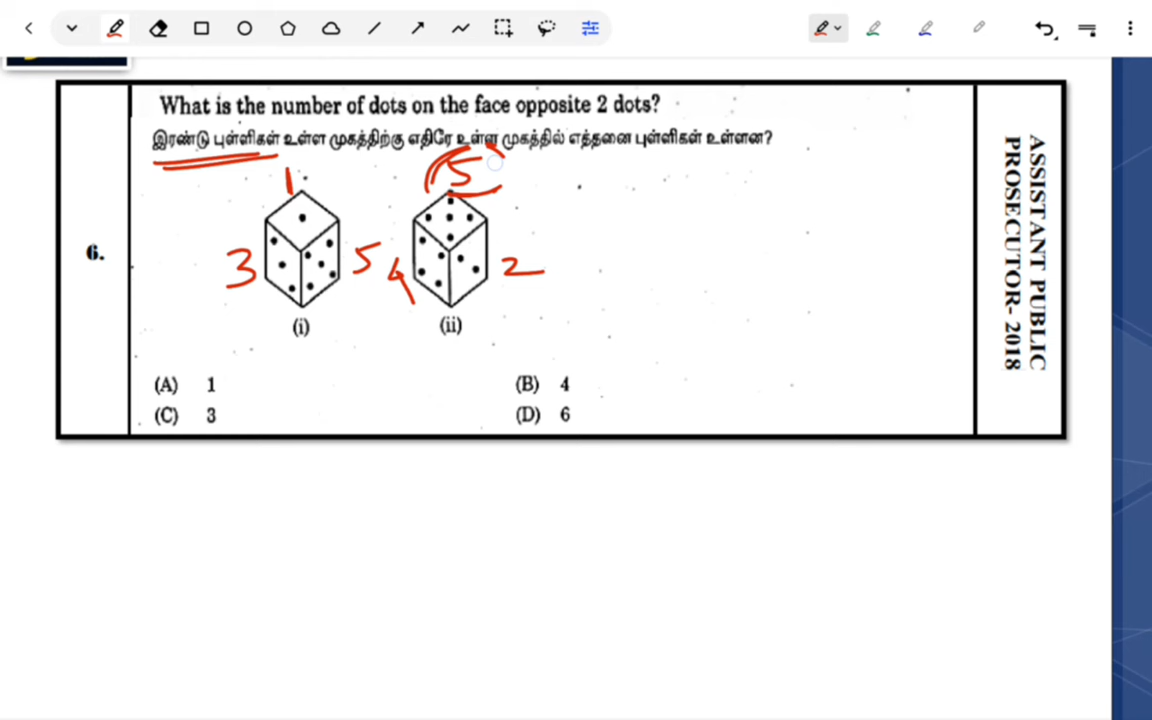 What is the number of dots on the face opposite 2 dots?
இரண்டு புள்ளிகள் உள்ள முகத்திற்கு எதிரே உள்ள முகத்தில் எத்தனை புள்ளிகள் உள்ளன?
6.
1
5
3
5
4
2
(i)
(ii)
(A) 1
(B) 4
(C) 3
(D) 6
ASSISTANT PUBLIC
PROSECUTOR- 2018